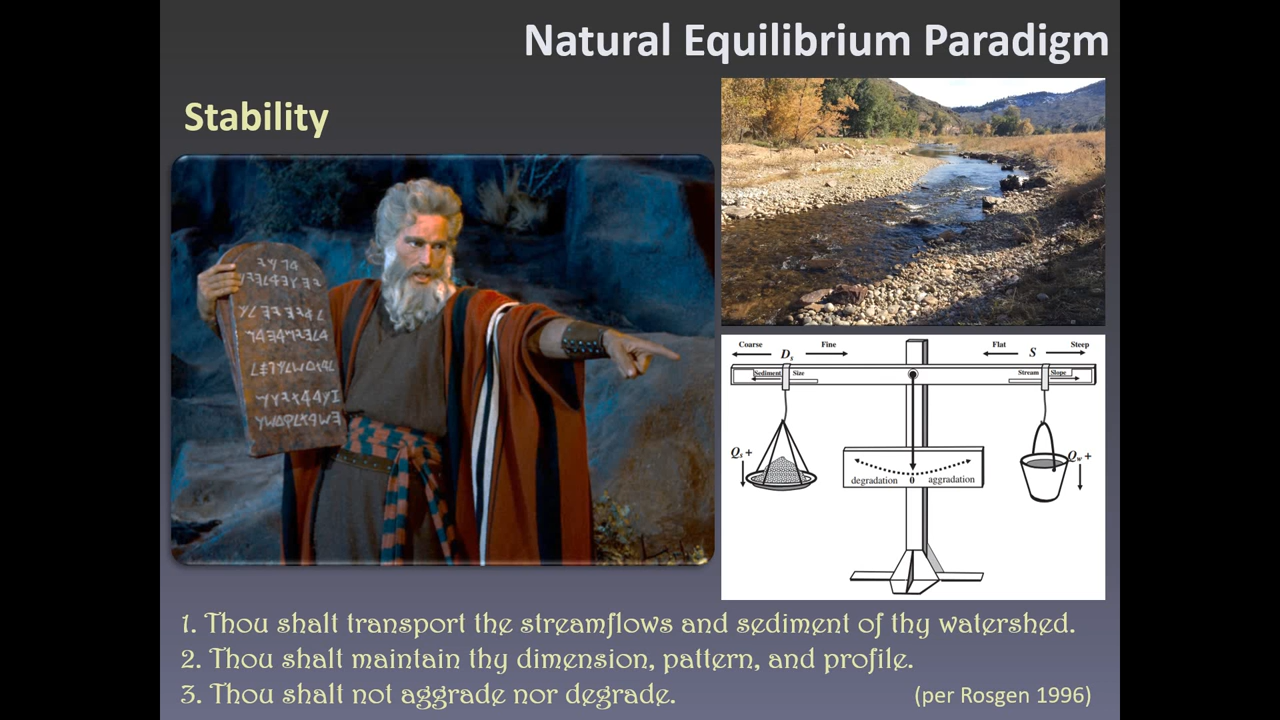 Natural Equilibrium Paradigm
Stability
Coarse Dₛ Fine
Flat S Steep
Sediment Size
Stream Slope
Qₛ +
Q𝓌 +
degradation 0 aggradation
1. Thou shalt transport the streamflows and sediment of thy watershed.
2. Thou shalt maintain thy dimension, pattern, and profile.
3. Thou shalt not aggrade nor degrade.
(per Rosgen 1996)